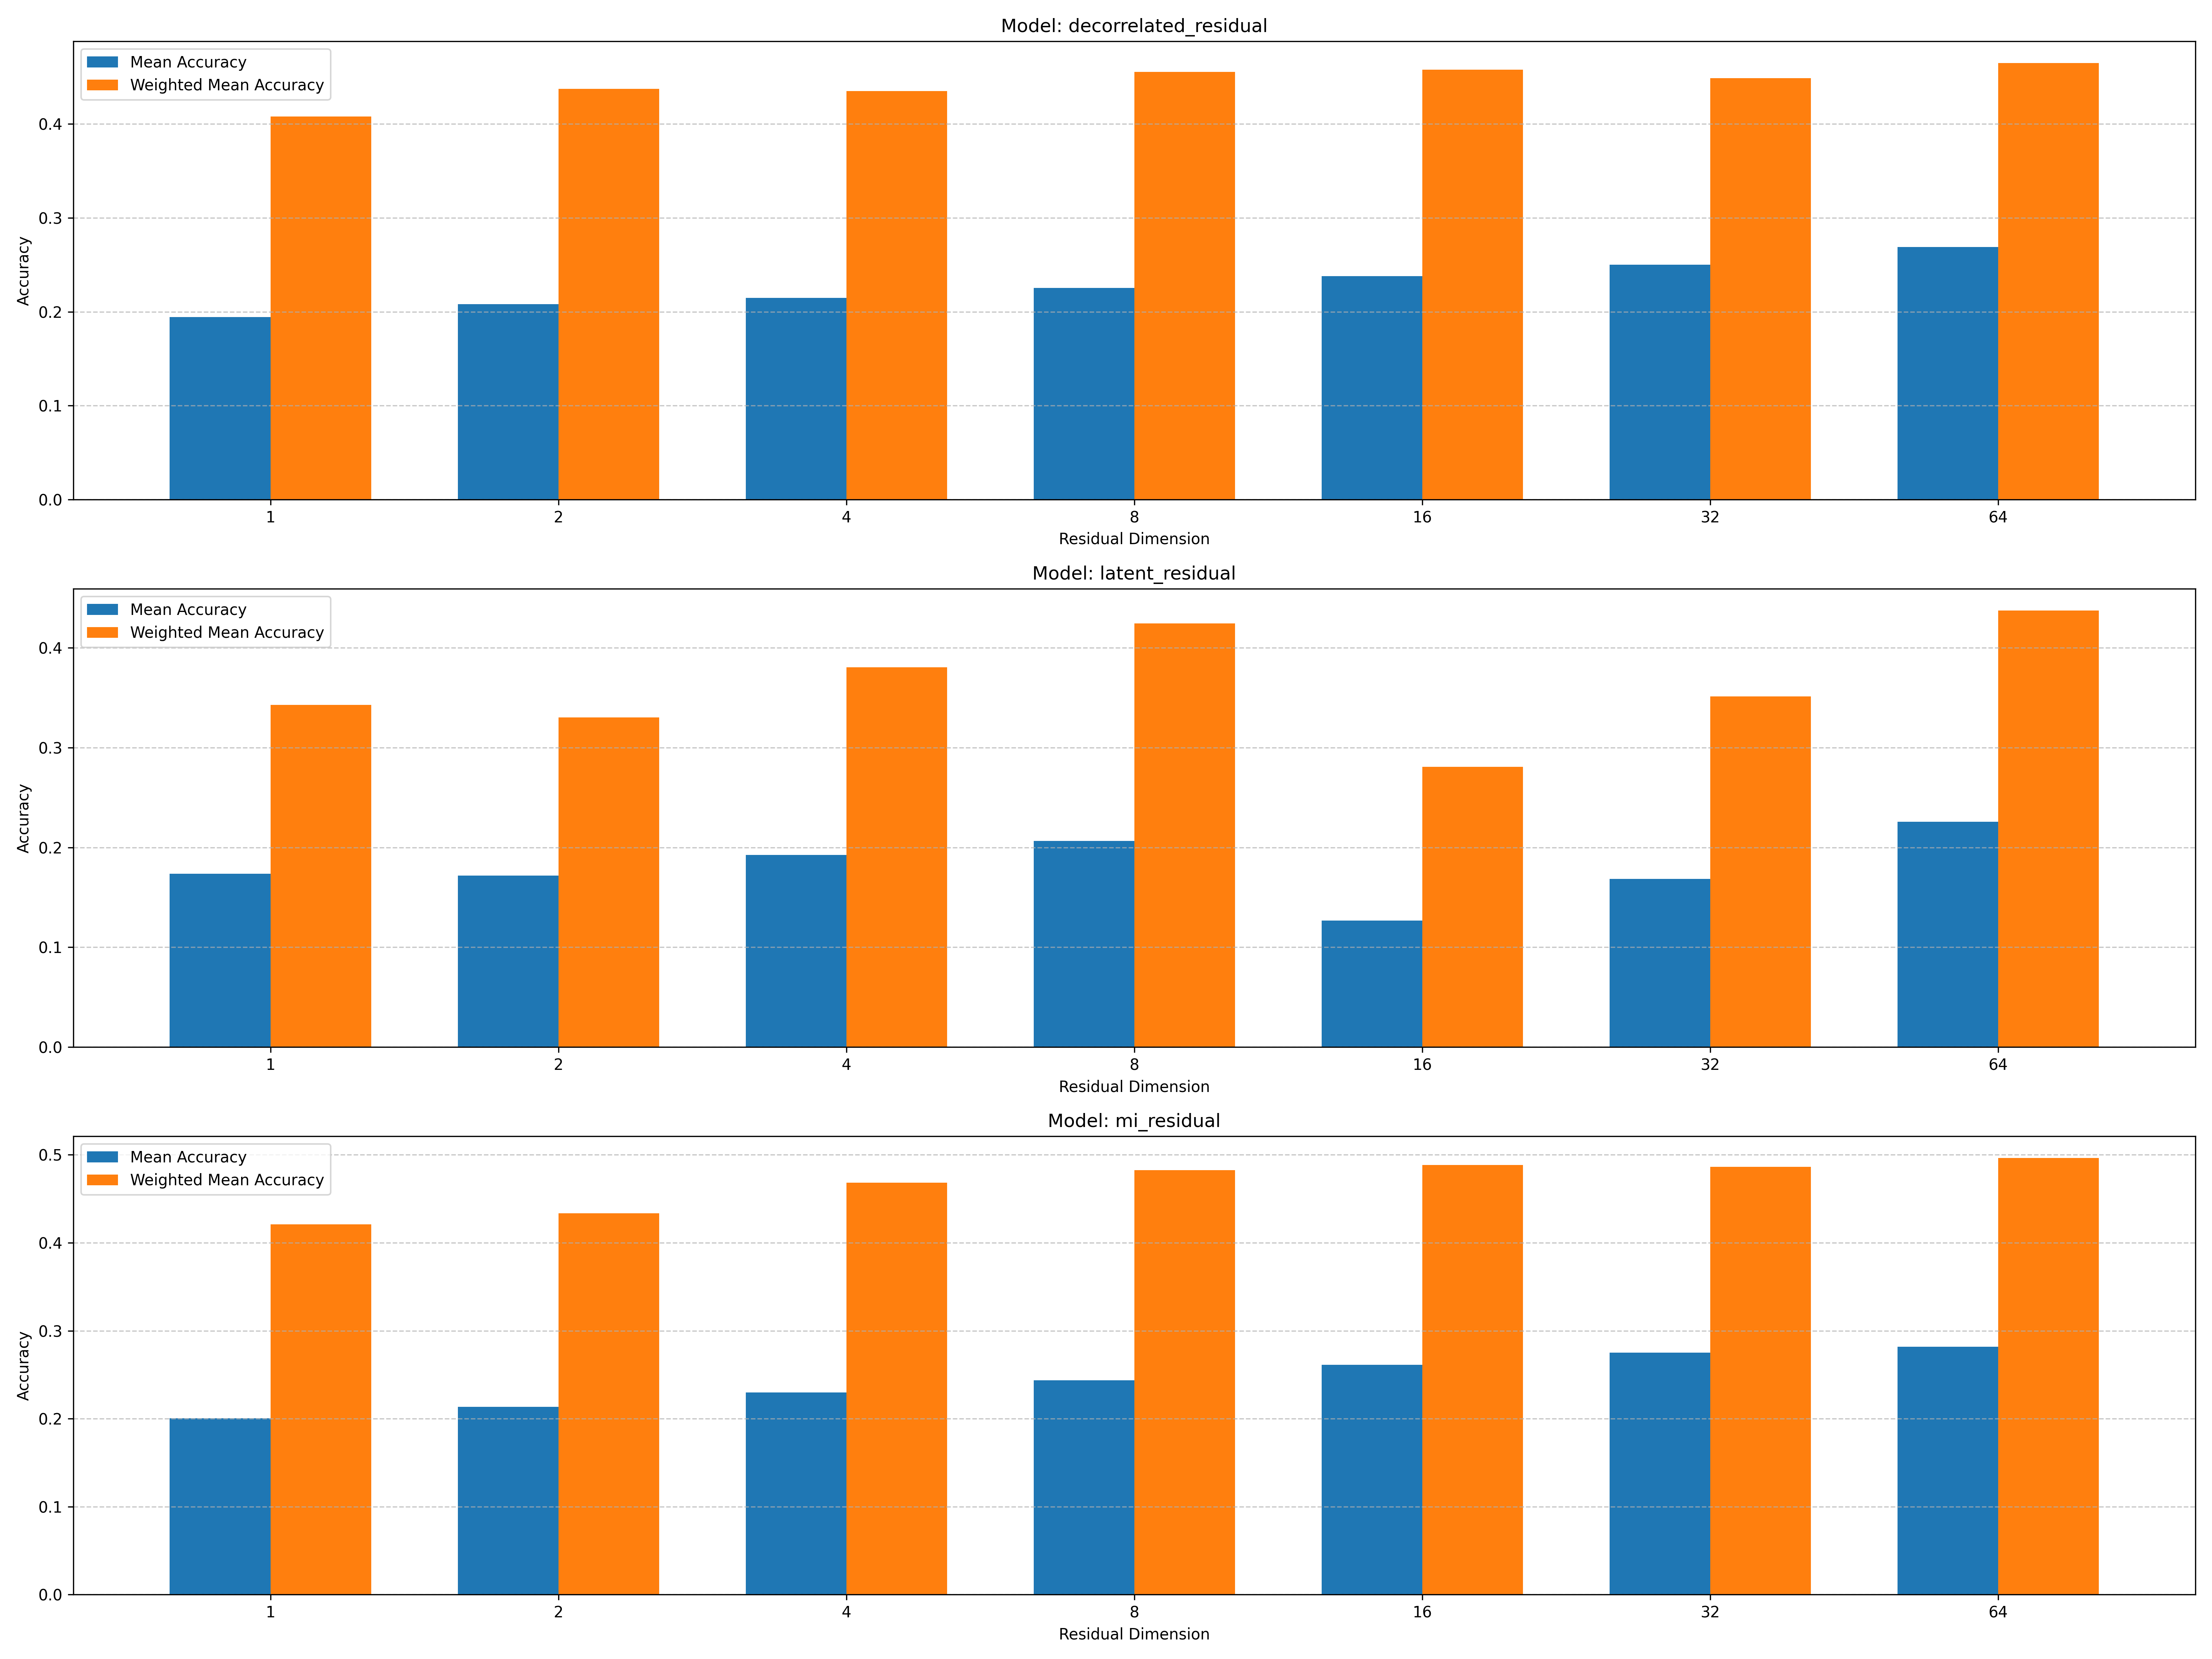 Model: decorrelated_residual
Mean Accuracy
Weighted Mean Accuracy
Accuracy
0.4
0.3
0.2
0.1
0.0
1 2 4 8 16 32 64
Residual Dimension
Model: latent_residual
Mean Accuracy
Weighted Mean Accuracy
Accuracy
0.4
0.3
0.2
0.1
0.0
1 2 4 8 16 32 64
Residual Dimension
Model: mi_residual
Mean Accuracy
Weighted Mean Accuracy
Accuracy
0.5
0.4
0.3
0.2
0.1
0.0
1 2 4 8 16 32 64
Residual Dimension